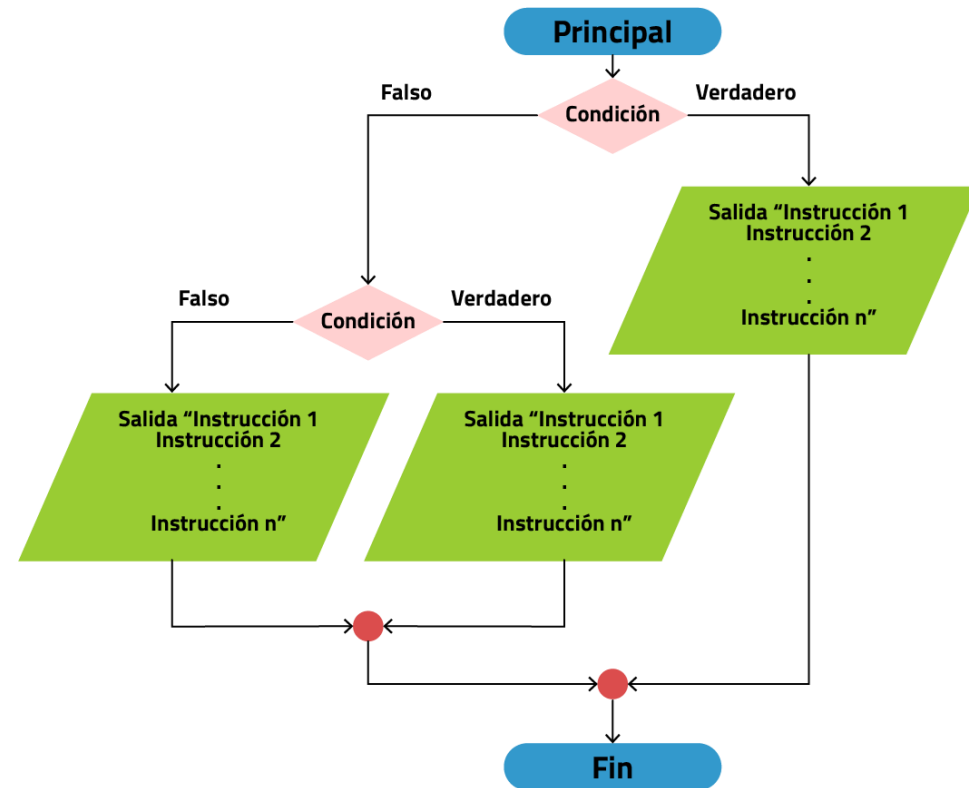 Principal
Falso
Verdadero
Condición
Salida “Instrucción 1
Instrucción 2
.
.
.
Instrucción n”
Falso
Verdadero
Condición
Salida “Instrucción 1
Instrucción 2
.
.
.
Instrucción n”
Salida “Instrucción 1
Instrucción 2
.
.
.
Instrucción n”
Fin